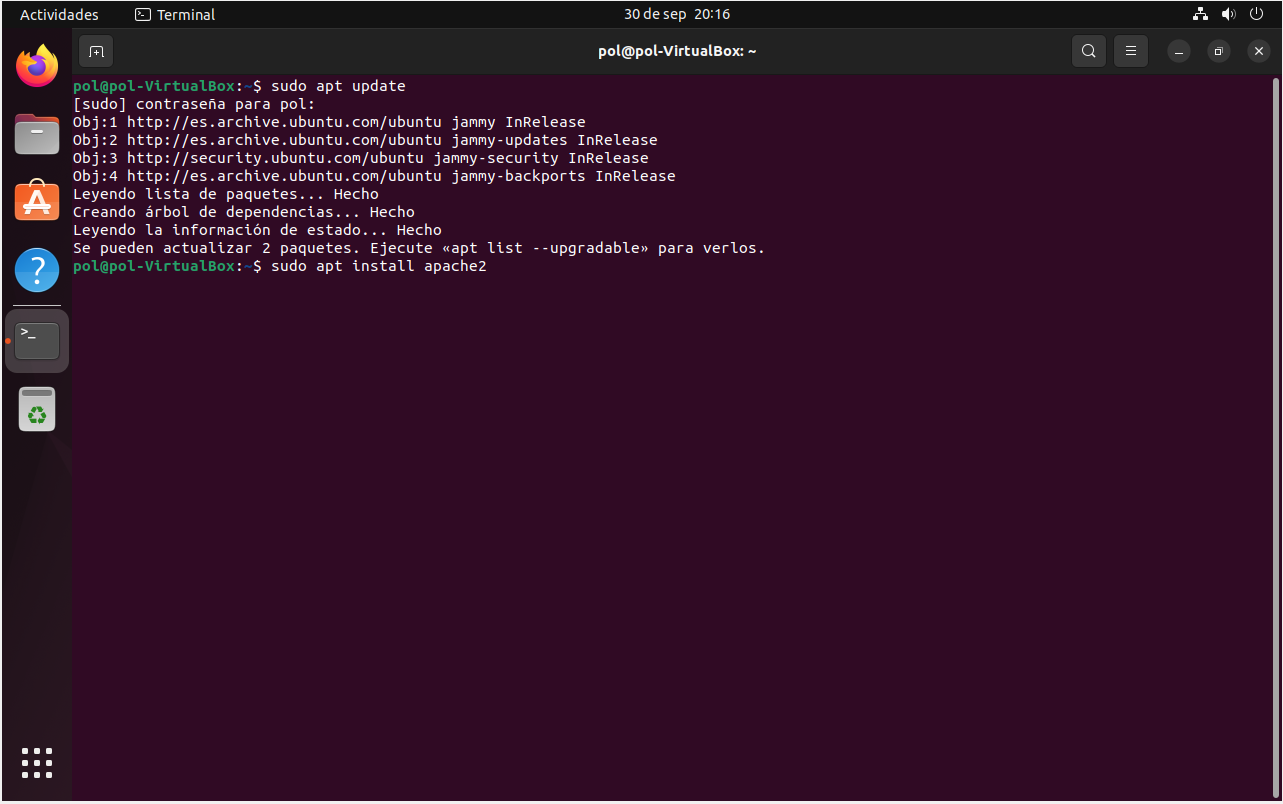 Actividades Terminal 30 de sep 20:16
pol@pol-VirtualBox: ~
pol@pol-VirtualBox:~$ sudo apt update
[sudo] contraseña para pol:
Obj:1 http://es.archive.ubuntu.com/ubuntu jammy InRelease
Obj:2 http://es.archive.ubuntu.com/ubuntu jammy-updates InRelease
Obj:3 http://security.ubuntu.com/ubuntu jammy-security InRelease
Obj:4 http://es.archive.ubuntu.com/ubuntu jammy-backports InRelease
Leyendo lista de paquetes... Hecho
Creando árbol de dependencias... Hecho
Leyendo la información de estado... Hecho
Se pueden actualizar 2 paquetes. Ejecute «apt list --upgradable» para verlos.
pol@pol-VirtualBox:~$ sudo apt install apache2